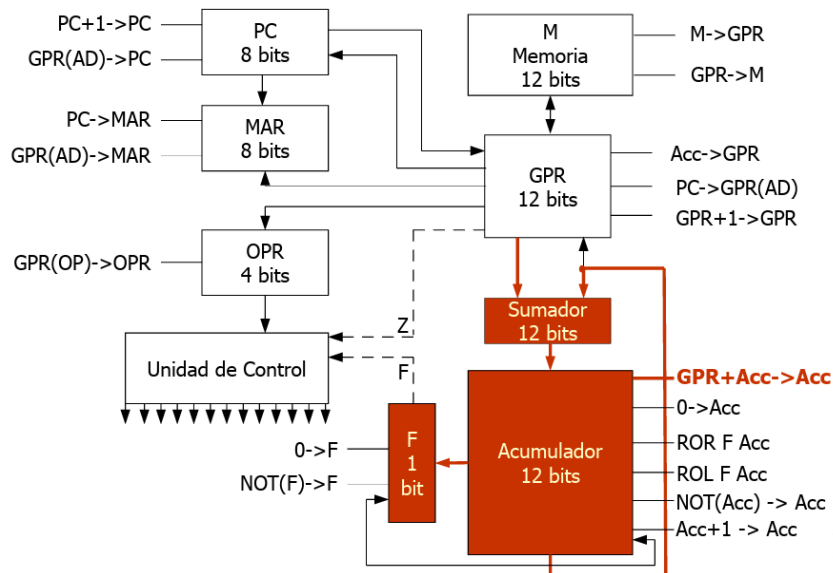 PC+1->PC
GPR(AD)->PC
PC
8 bits
M
Memoria
12 bits
M->GPR
GPR->M
PC->MAR
GPR(AD)->MAR
MAR
8 bits
GPR
12 bits
Acc->GPR
PC->GPR(AD)
GPR+1->GPR
GPR(OP)->OPR
OPR
4 bits
Z
Sumador
12 bits
Unidad de Control
F
GPR+Acc->Acc
0->Acc
ROR F Acc
ROL F Acc
NOT(Acc) -> Acc
Acc+1 -> Acc
Acumulador
12 bits
0->F
NOT(F)->F
F
1
bit